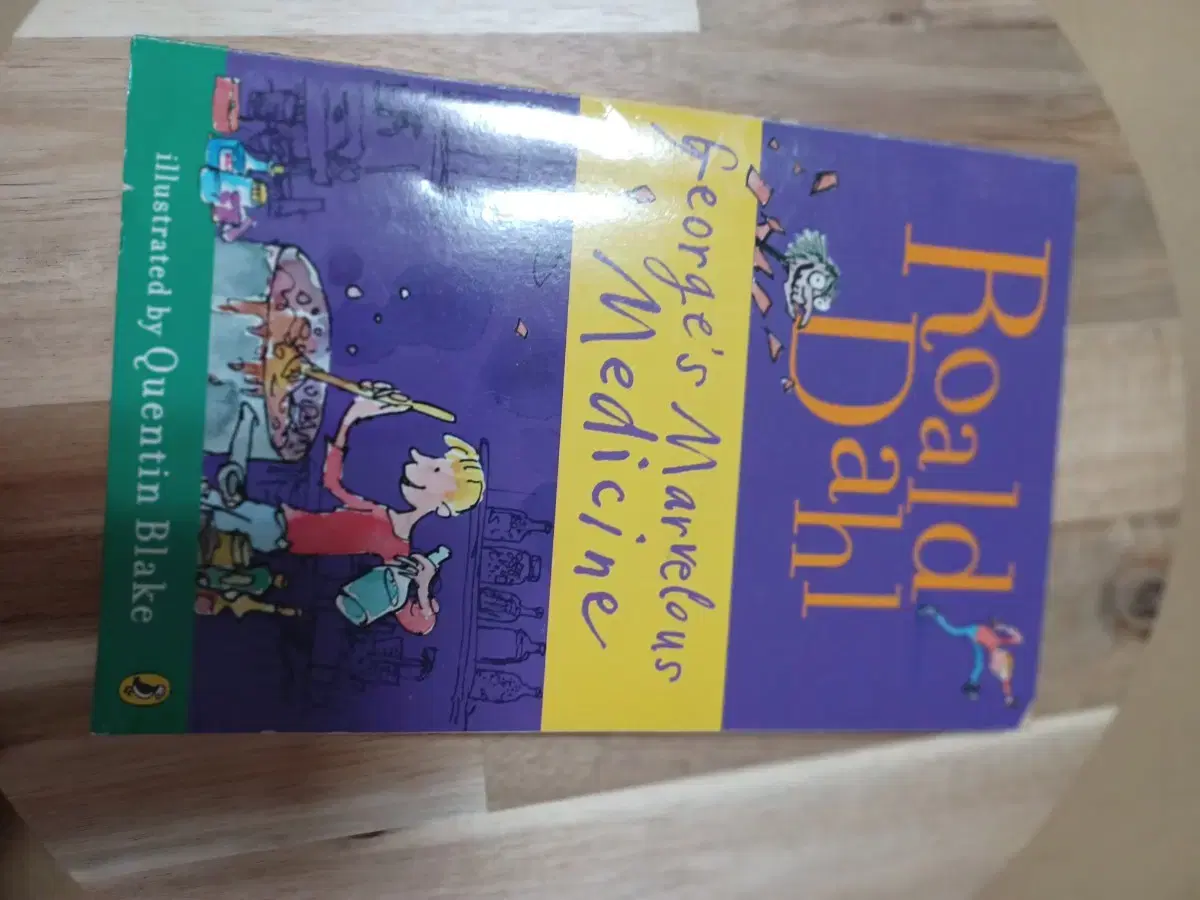 Roald
Dahl
George's Marvelous
Medicine
illustrated by Quentin Blake